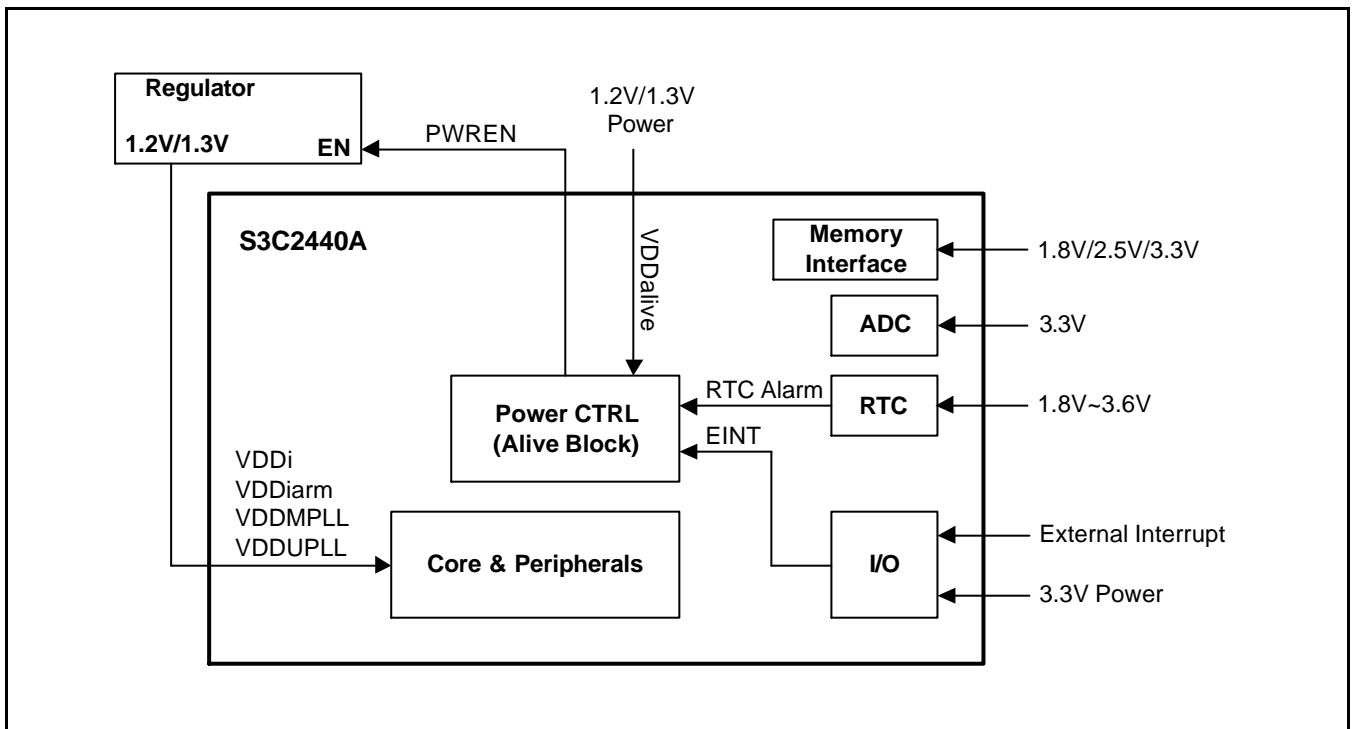 Regulator
1.2V/1.3V EN
PWREN
1.2V/1.3V
Power
S3C2440A
VDDalive
Memory
Interface
1.8V/2.5V/3.3V
ADC
3.3V
Power CTRL
(Alive Block)
RTC Alarm
RTC
1.8V~3.6V
EINT
VDDi
VDDiarm
VDDMPLL
VDDUPLL
Core & Peripherals
I/O
External Interrupt
3.3V Power